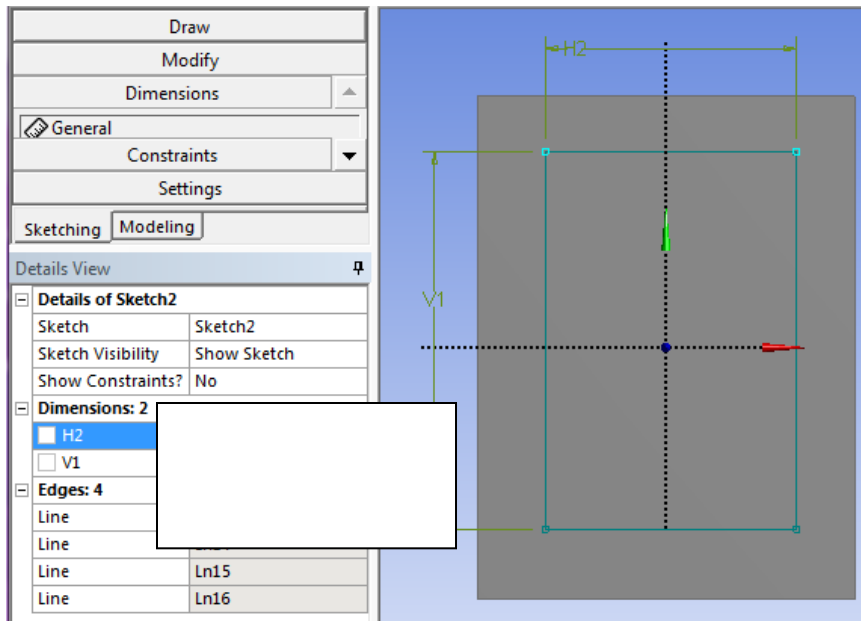 Draw
Modify
Dimensions
General
Constraints
Settings
Sketching Modeling
Details View
Details of Sketch2
Sketch Sketch2
Sketch Visibility Show Sketch
Show Constraints? No
Dimensions: 2
H2
V1
Edges: 4
Line
Line
Line Ln15
Line Ln16
H2
V1